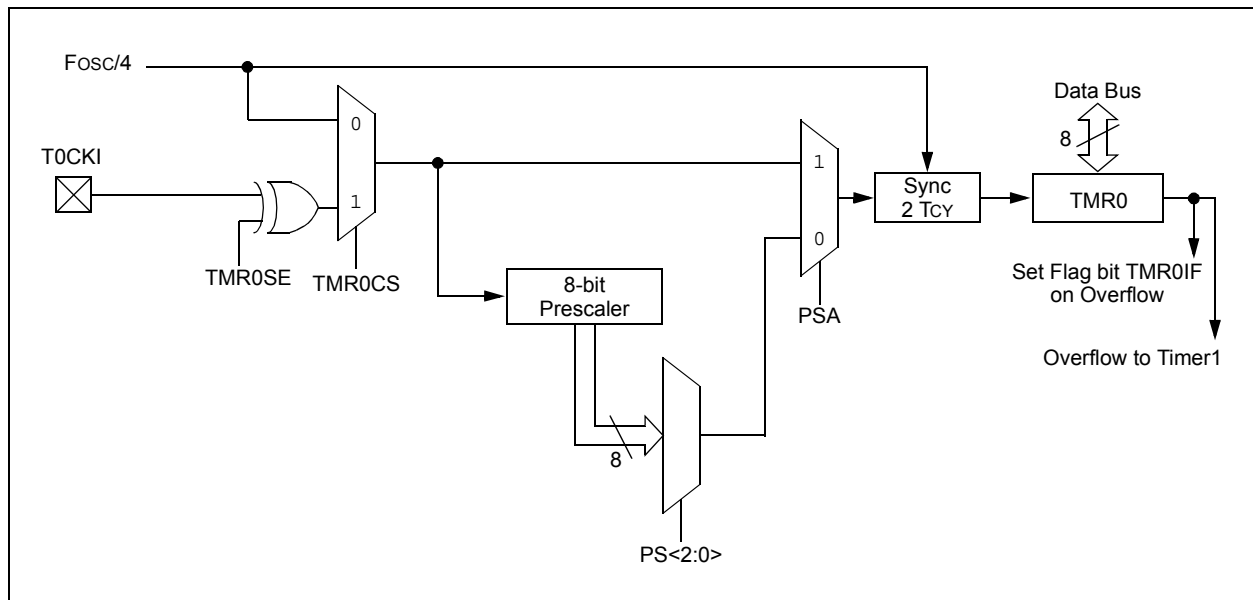 FOSC/4
Data Bus
8
T0CKI
0
1
1
0
Sync
2 TCY
TMR0
TMR0SE
TMR0CS
8-bit
Prescaler
PSA
Set Flag bit TMR0IF
on Overflow
Overflow to Timer1
8
PS<2:0>